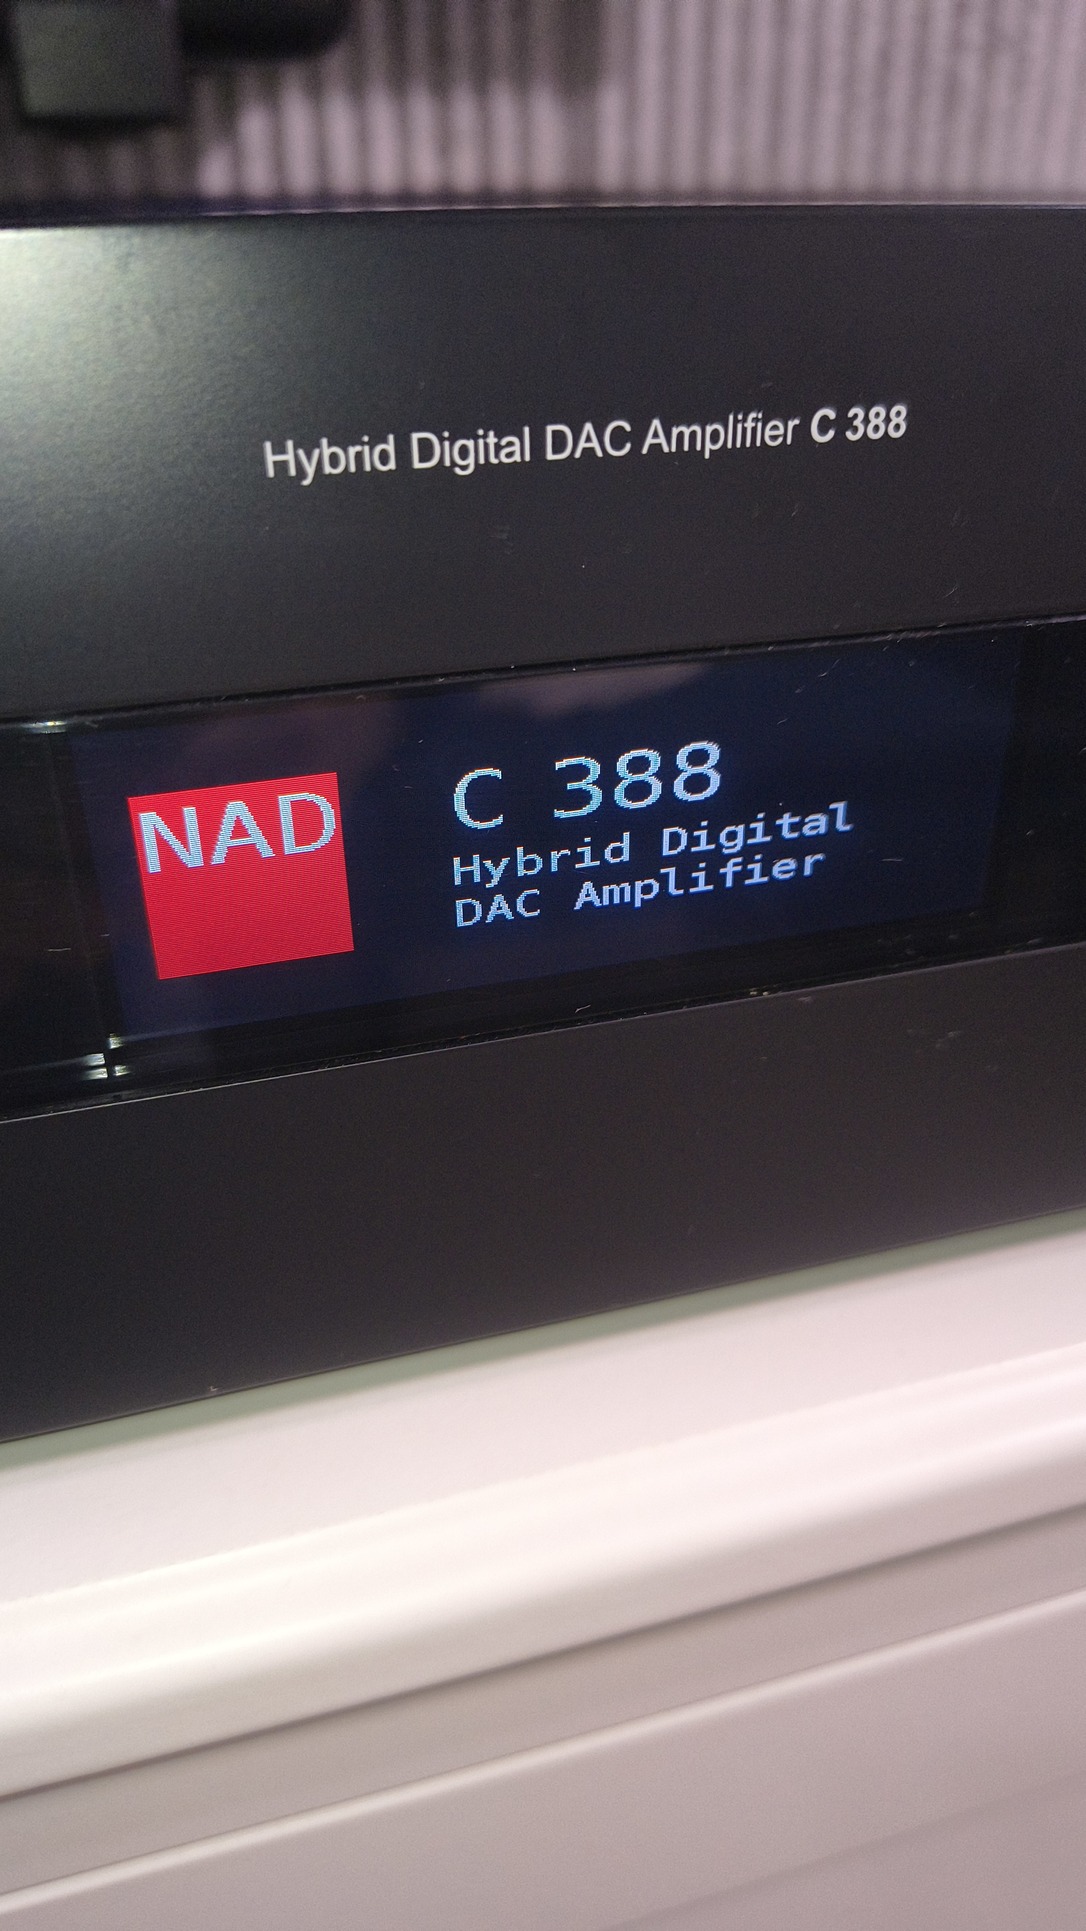 Hybrid Digital DAC Amplifier C 388
NAD
C 388
Hybrid Digital
DAC Amplifier